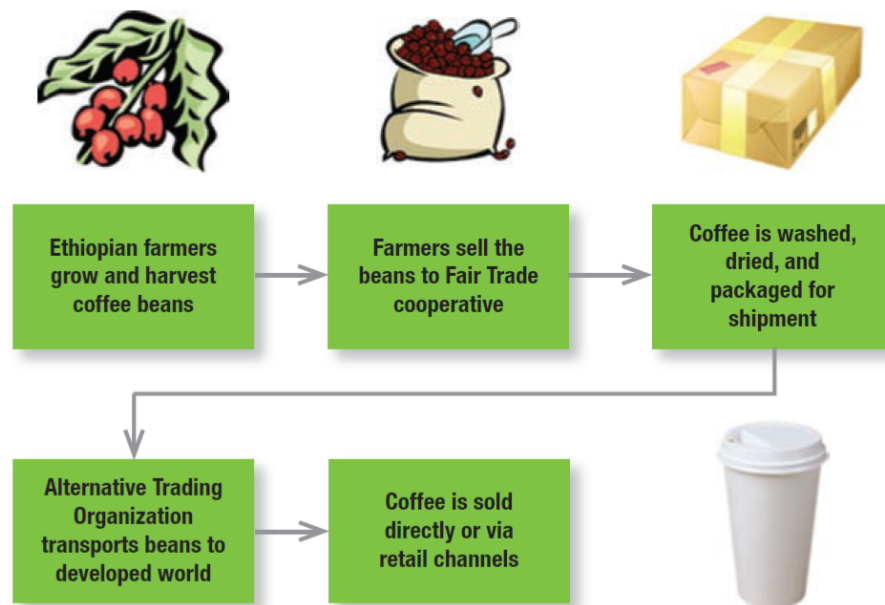 Ethiopian farmers
grow and harvest
coffee beans
Farmers sell the
beans to Fair Trade
cooperative
Coffee is washed,
dried, and
packaged for
shipment
Alternative Trading
Organization
transports beans to
developed world
Coffee is sold
directly or via
retail channels